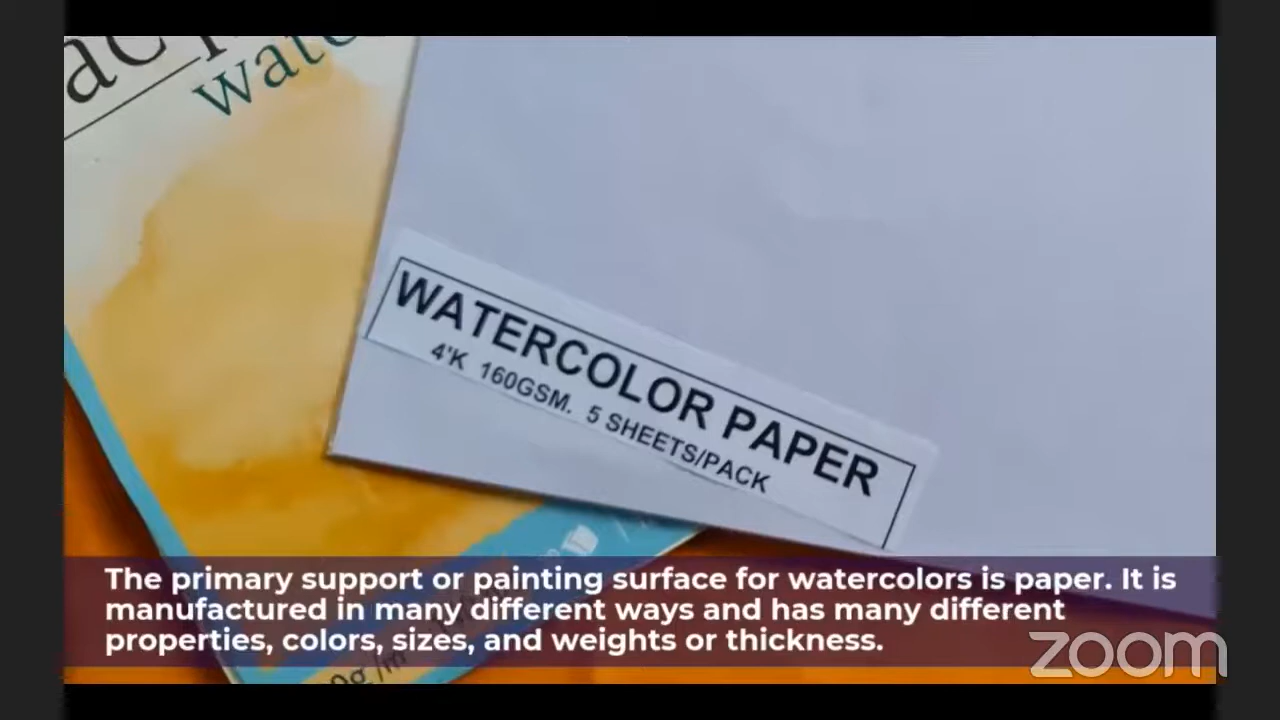 wate
WATERCOLOR PAPER
4'K 160GSM. 5 SHEETS/PACK
The primary support or painting surface for watercolors is paper. It is
manufactured in many different ways and has many different
properties, colors, sizes, and weights or thickness.
zoom